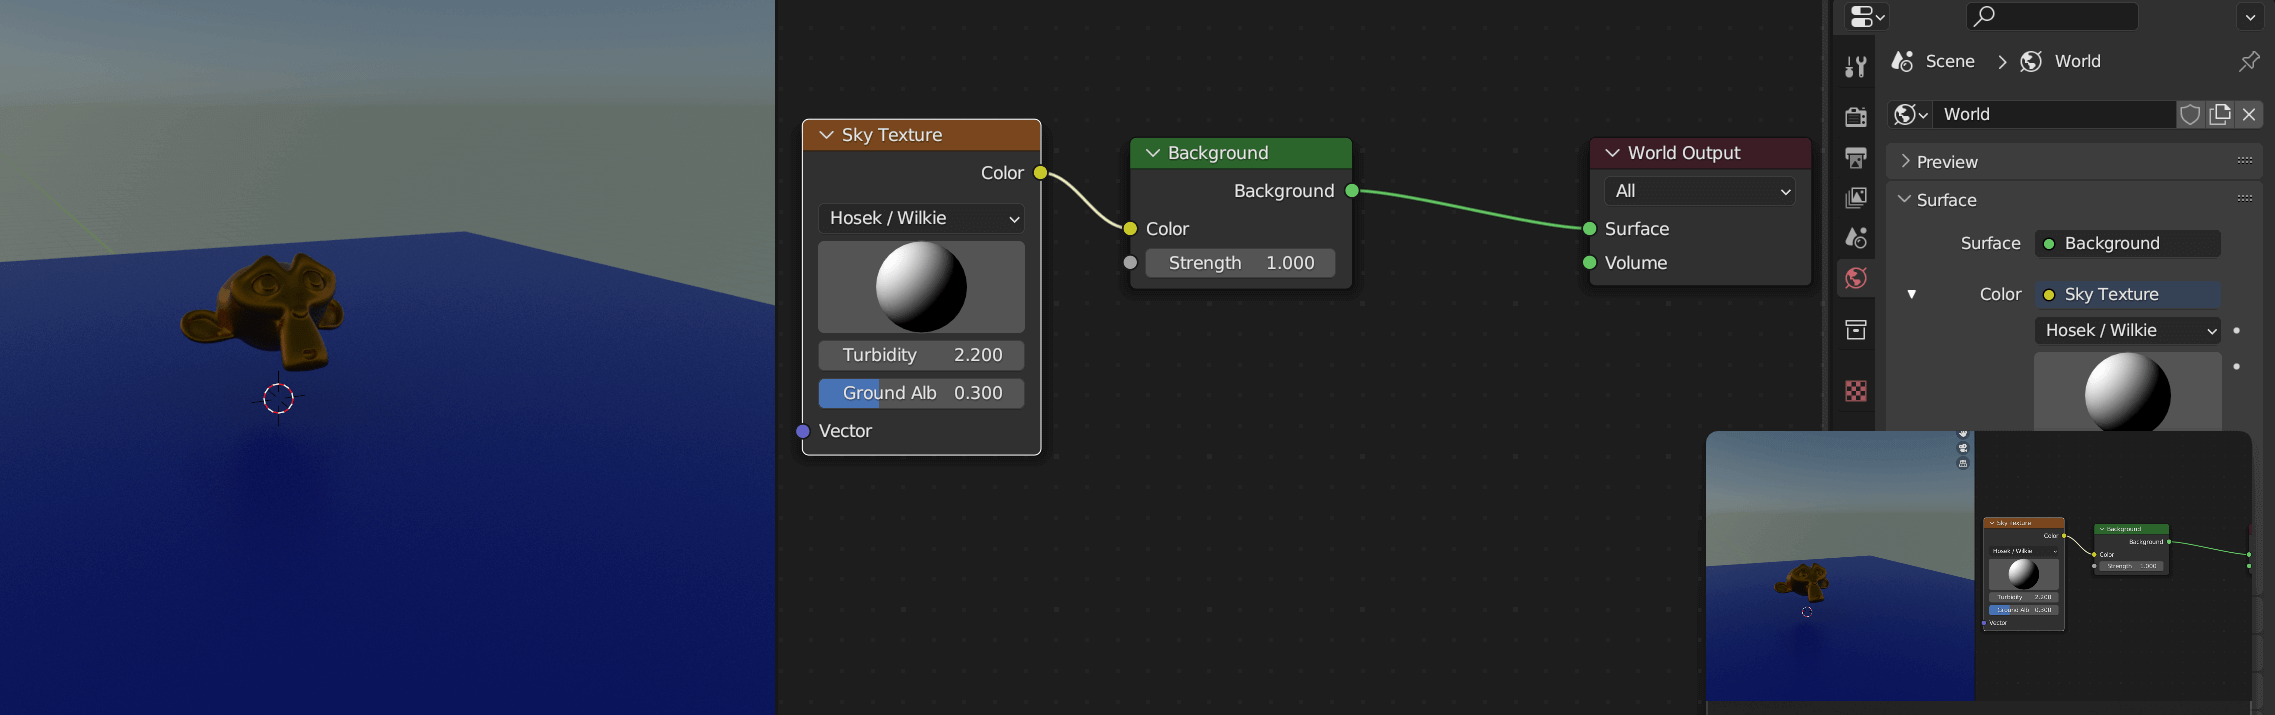 Sky Texture
Color
Hosek / Wilkie
Turbidity 2.200
Ground Alb 0.300
Vector
Background
Background
Color
Strength 1.000
World Output
All
Surface
Volume
Scene > World
World
Preview
Surface
Surface Background
Color Sky Texture
Hosek / Wilkie
Sky Texture
Color
Hosek / Wilkie
Turbidity 2.200
Ground Alb 0.300
Vector
Background
Background
Color
Strength 1.000